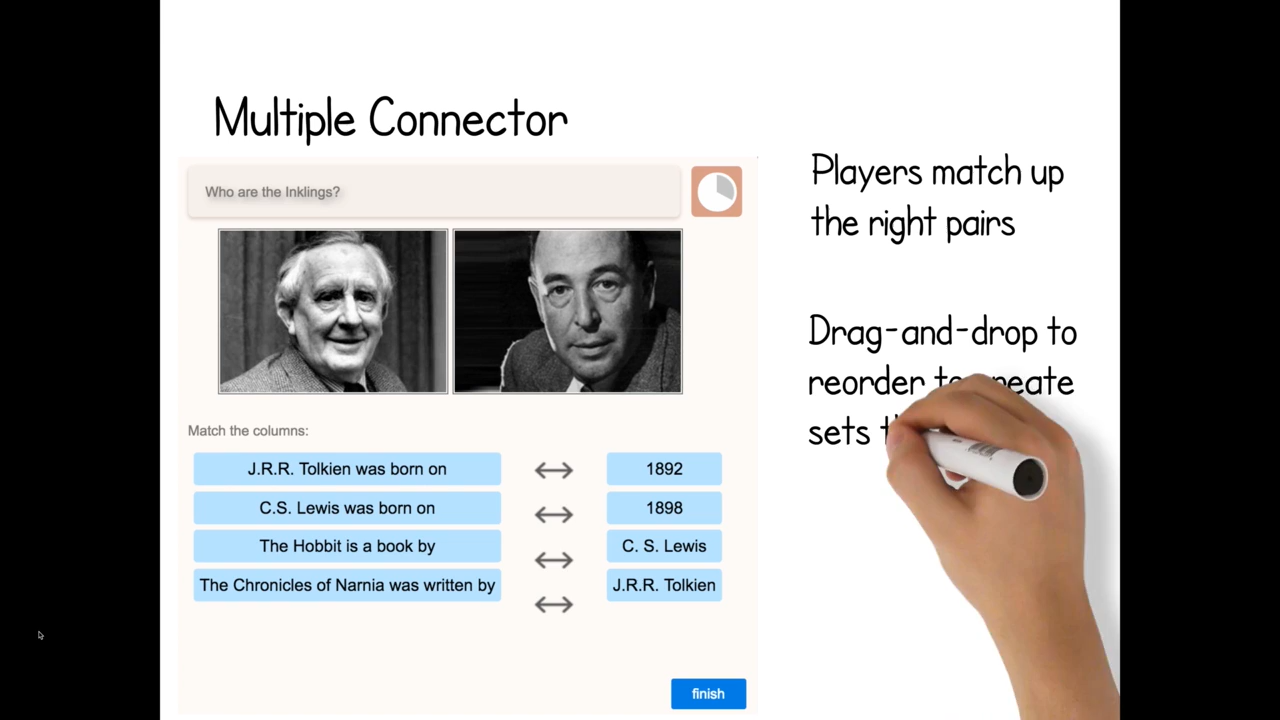 Multiple Connector
Who are the Inklings?
Match the columns:
J.R.R. Tolkien was born on
1892
C.S. Lewis was born on
1898
The Hobbit is a book by
C. S. Lewis
The Chronicles of Narnia was written by
J.R.R. Tolkien
finish
Players match up
the right pairs
Drag-and-drop to
reorder
sets